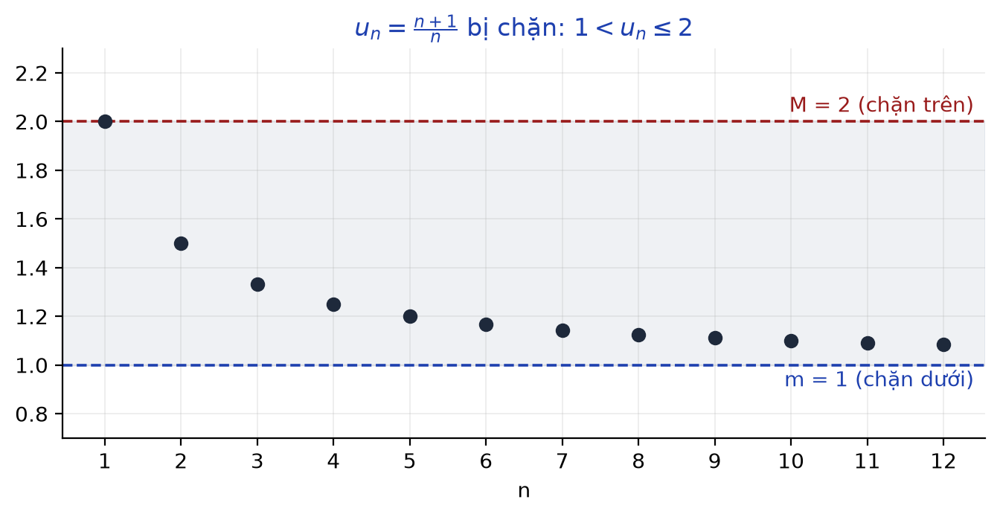 $u_n = \frac{n+1}{n}$ bị chặn: $1 < u_n \leq 2$
2.2
M = 2 (chặn trên)
2.0
1.8
1.6
1.4
1.2
1.0
m = 1 (chặn dưới)
0.8
1 2 3 4 5 6 7 8 9 10 11 12
n